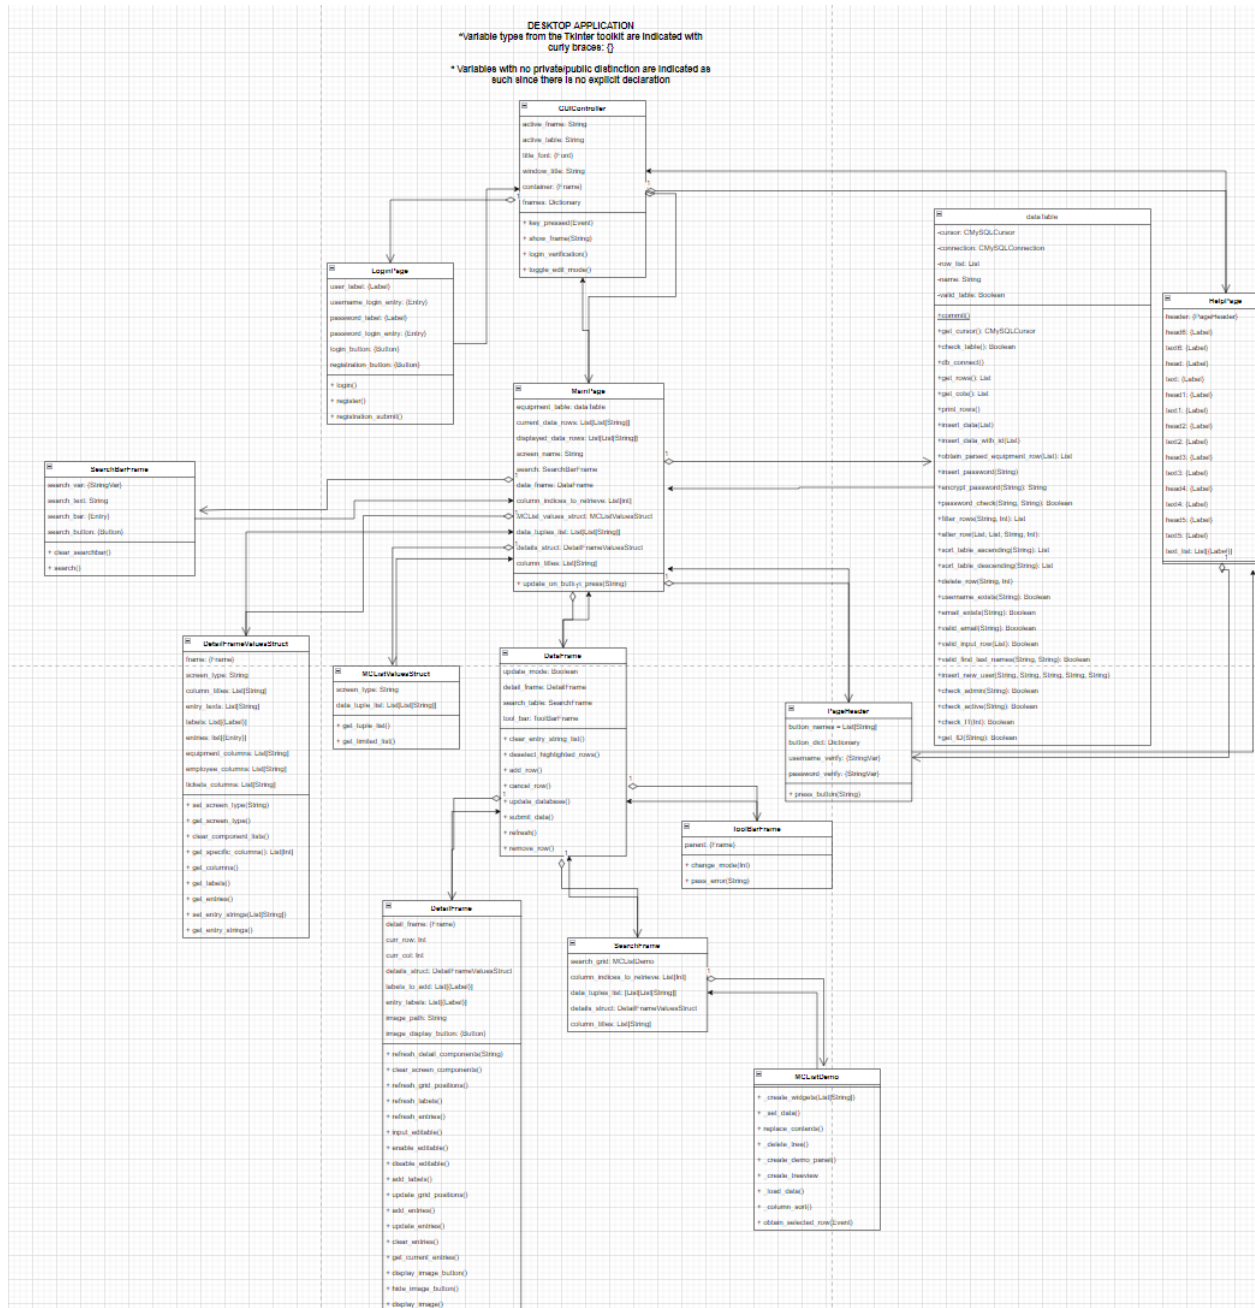 DESKTOP APPLICATION
*Variable types from the Tkinter toolkit are indicated with
curly braces: {}
* Variables with no private/public distinction are indicated as
such since there is no explicit declaration
GUIController
active_frame: String
active_table: String
title_font: {Font}
window_title: String
container: {Frame}
frames: Dictionary
+ key_pressed(Event)
+ show_frame(String)
+ login_verification()
+ toggle_edit_mode()
LoginPage
user_label: {Label}
username_login_entry: {Entry}
password_label: {Label}
password_login_entry: {Entry}
login_button: {Button}
registration_button: {Button}
+ login()
+ register()
+ registration_submit()
dataTable
-cursor: CMySQLCursor
-connection: CMySQLConnection
-row_list: List
-name: String
-valid_table: Boolean
+commit()
+get_cursor(): CMySQLCursor
+check_table(): Boolean
+db_connect()
+get_rows(): List
+get_cols(): List
+print_rows()
+insert_data(List)
+insert_data_with_id(List)
+obtain_parsed_equipment_row(List): List
+insert_password(String)
+encrypt_password(String): String
+password_check(String, String): Boolean
+filter_rows(String, Int): List
+alter_row(List, List, String, Int):
+sort_table_ascending(String): List
+sort_table_descending(String): List
+delete_row(String, Int)
+username_exists(String): Boolean
+email_exists(String): Boolean
+valid_email(String): Boolean
+valid_input_row(List): Boolean
+valid_first_last_names(String, String): Boolean
+insert_new_user(String, String, String, String, String)
+check_admin(String): Boolean
+check_active(String): Boolean
+check_IT(Int): Boolean
+get_ID(String): Boolean
HelpPage
header: {PageHeader}
head6: {Label}
text6: {Label}
head: {Label}
text: {Label}
head1: {Label}
text1: {Label}
head2: {Label}
text2: {Label}
head3: {Label}
text3: {Label}
head4: {Label}
text4: {Label}
head5: {Label}
text5: {Label}
text_list: List[{Label}]
MainPage
equipment_table: dataTable
current_data_rows: List[List[String]]
displayed_data_rows: List[List[String]]
screen_name: String
search: SearchBarFrame
data_frame: DataFrame
column_indices_to_retrieve: List[Int]
MCList_values_struct: MCListValuesStruct
data_tuples_list: List[List[String]]
details_struct: DetailFrameValuesStruct
column_titles: List[String]
+ update_on_button_press(String)
SearchBarFrame
search_var: {StringVar}
search_text: String
search_bar: {Entry}
search_button: {Button}
+ clear_searchbar()
+ search()
DetailFrameValuesStruct
frame: {Frame}
screen_type: String
column_titles: List[String]
entry_texts: List[String]
labels: List[{Label}]
entries: list[{Entry}]
equipment_columns: List[String]
employee_columns: List[String]
tickets_columns: List[String]
+ set_screen_type(String)
+ get_screen_type()
+ clear_component_lists()
+ get_specific_columns(): List[Int]
+ get_columns()
+ get_labels()
+ get_entries()
+ set_entry_strings(List[String])
+ get_entry_strings()
MCListValuesStruct
screen_type: String
data_tuple_list: List[List[String]]
+ get_tuple_list()
+ get_limited_list()
DataFrame
update_mode: Boolean
detail_frame: DetailFrame
search_table: SearchFrame
tool_bar: ToolBarFrame
+ clear_entry_string_list()
+ deselect_highlighted_rows()
+ add_row()
+ cancel_row()
+ update_database()
+ submit_data()
+ refresh()
+ remove_row()
PageHeader
button_names = List[String]
button_dict: Dictionary
username_verify: {StringVar}
password_verify: {StringVar}
+ press_button(String)
ToolBarFrame
parent: {Frame}
+ change_mode(Int)
+ pass_error(String)
DetailFrame
detail_frame: {Frame}
curr_row: Int
curr_col: Int
details_struct: DetailFrameValuesStruct
labels_to_add: List[{Label}]
entry_labels: List[{Label}]
image_path: String
image_display_button: {Button}
+ refresh_detail_components(String)
+ clear_screen_components()
+ refresh_grid_positions()
+ refresh_labels()
+ refresh_entries()
+ input_editable()
+ enable_editable()
+ disable_editable()
+ add_labels()
+ update_grid_positions()
+ add_entries()
+ update_entries()
+ clear_entries()
+ get_current_entries()
+ display_image_button()
+ hide_image_button()
+ display_image()
SearchFrame
search_grid: MCListDemo
column_indices_to_retrieve: List[Int]
data_tuples_list: [List[List[String]]
details_struct: DetailFrameValuesStruct
column_titles: List[String]
MCListDemo
+ _create_widgets(List[String])
+ _set_data()
+ replace_contents()
+ _delete_tree()
+ _create_demo_panel()
+ _create_treeview
+ _load_data()
+ _column_sort()
+ obtain_selected_row(Event)